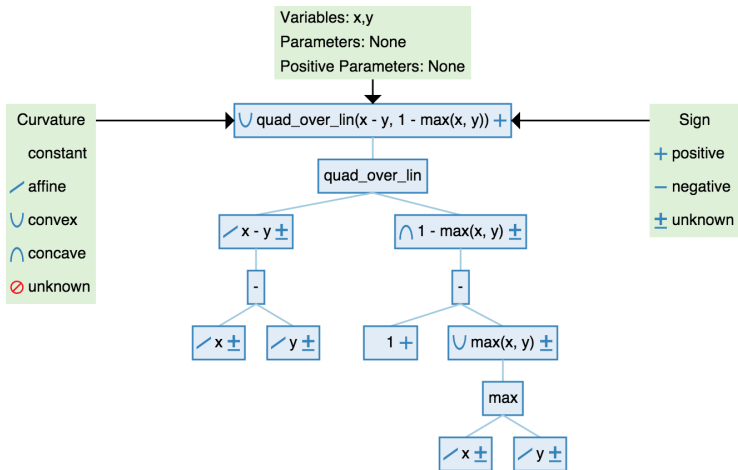 Variables: x,y
Parameters: None
Positive Parameters: None
Curvature
constant
affine
convex
concave
unknown
quad_over_lin(x - y, 1 - max(x, y)) +
Sign
+ positive
− negative
± unknown
quad_over_lin
x - y ±
1 - max(x, y) ±
-
-
x ±
y ±
1 +
max(x, y) ±
max
x ±
y ±